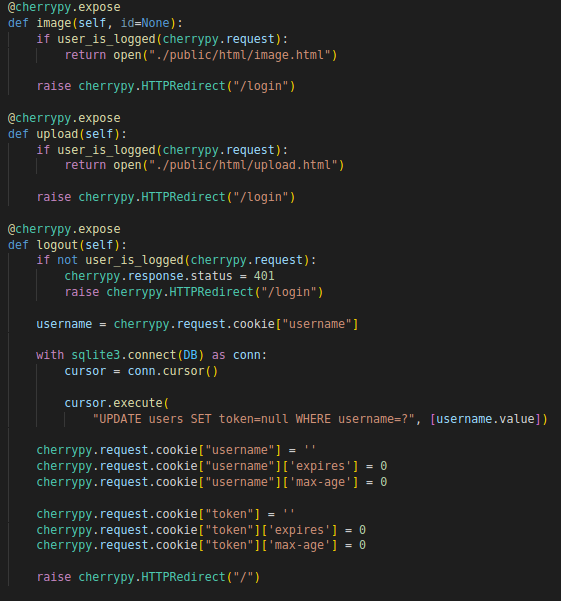 @cherrypy.expose
def image(self, id=None):
    if user_is_logged(cherrypy.request):
        return open("./public/html/image.html")

    raise cherrypy.HTTPRedirect("/login")

@cherrypy.expose
def upload(self):
    if user_is_logged(cherrypy.request):
        return open("./public/html/upload.html")

    raise cherrypy.HTTPRedirect("/login")

@cherrypy.expose
def logout(self):
    if not user_is_logged(cherrypy.request):
        cherrypy.response.status = 401
        raise cherrypy.HTTPRedirect("/login")

    username = cherrypy.request.cookie["username"]

    with sqlite3.connect(DB) as conn:
        cursor = conn.cursor()

        cursor.execute(
            "UPDATE users SET token=null WHERE username=?", [username.value])

    cherrypy.request.cookie["username"] = ''
    cherrypy.request.cookie["username"]['expires'] = 0
    cherrypy.request.cookie["username"]['max-age'] = 0

    cherrypy.request.cookie["token"] = ''
    cherrypy.request.cookie["token"]['expires'] = 0
    cherrypy.request.cookie["token"]['max-age'] = 0

    raise cherrypy.HTTPRedirect("/")